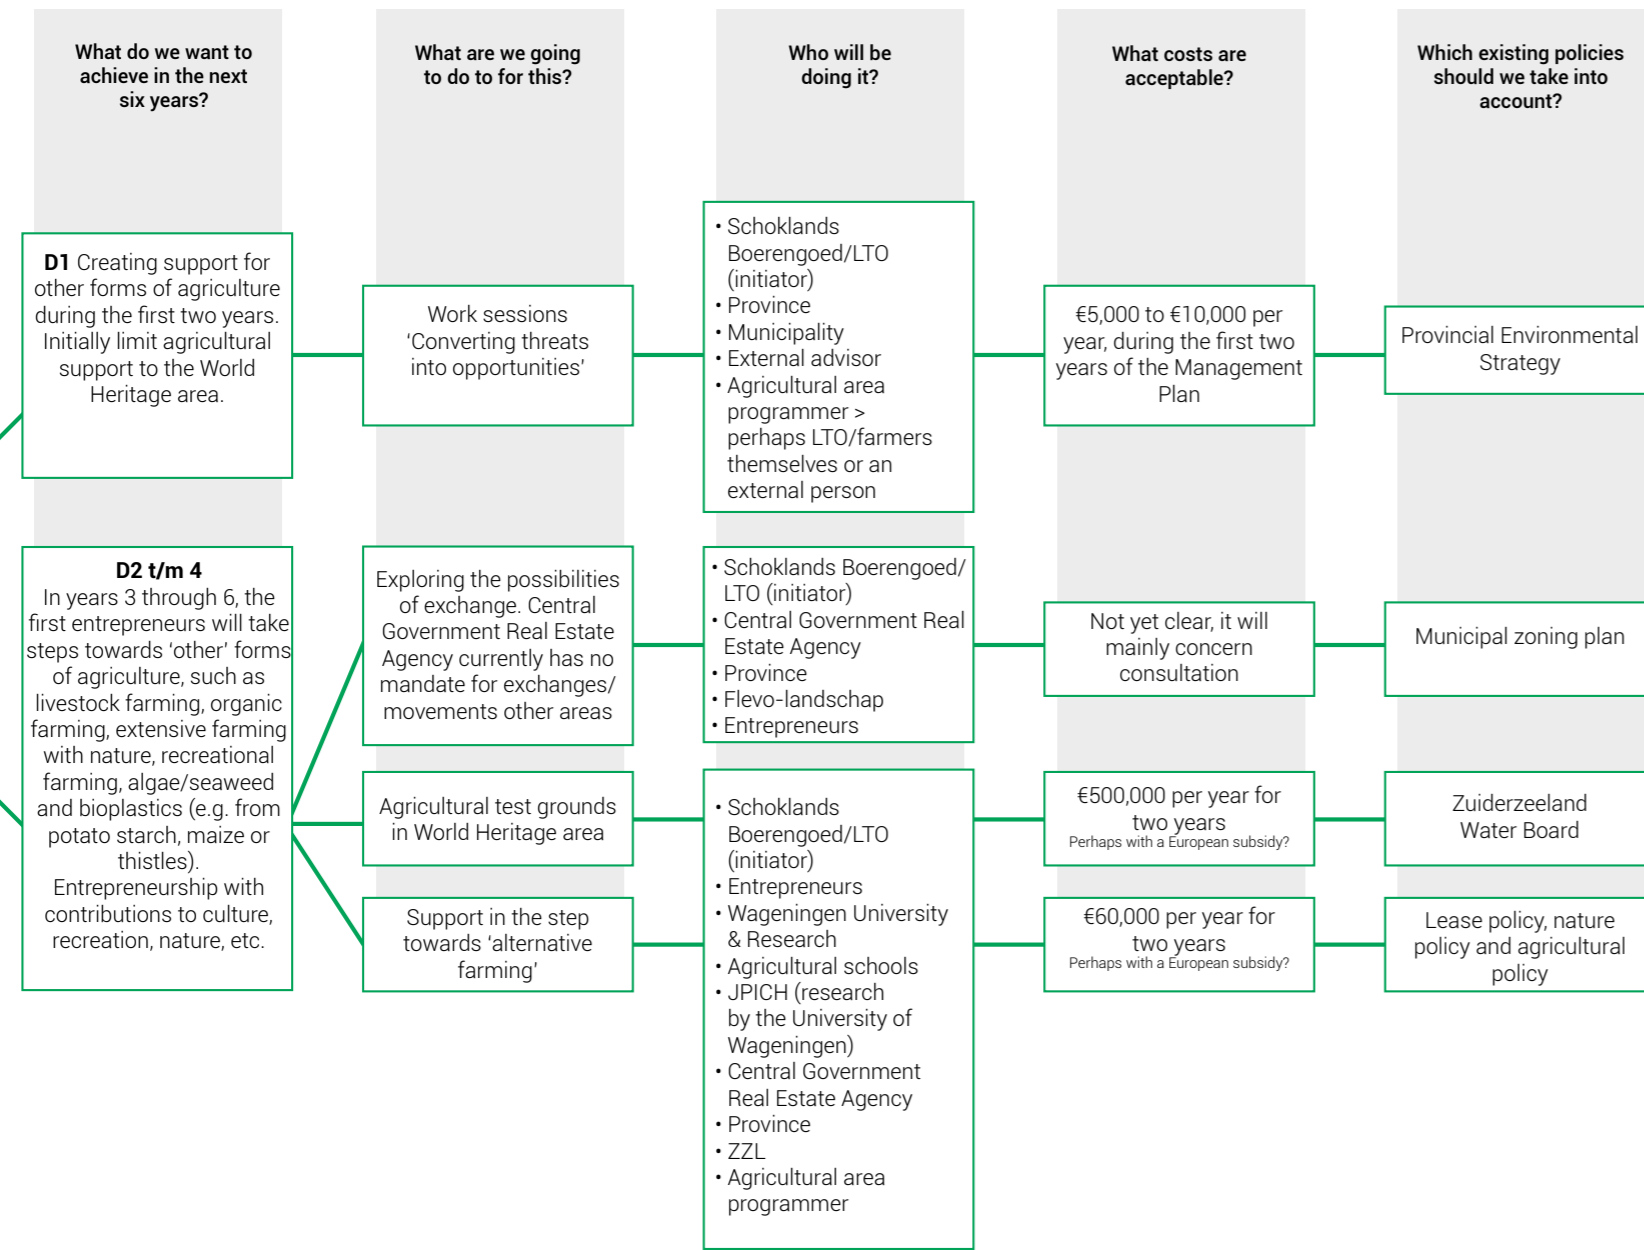 What do we want to
achieve in the next
six years?
What are we going
to do to for this?
Who will be
doing it?
What costs are
acceptable?
Which existing policies
should we take into
account?
D1 Creating support for
other forms of agriculture
during the first two years.
Initially limit agricultural
support to the World
Heritage area.
Work sessions
‘Converting threats
into opportunities’
• Schoklands
Boerengoed/LTO
(initiator)
• Province
• Municipality
• External advisor
• Agricultural area
programmer >
perhaps LTO/farmers
themselves or an
external person
€5,000 to €10,000 per
year, during the first two
years of the Management
Plan
Provincial Environmental
Strategy
D2 t/m 4
In years 3 through 6, the
first entrepreneurs will take
steps towards ‘other’ forms
of agriculture, such as
livestock farming, organic
farming, extensive farming
with nature, recreational
farming, algae/seaweed
and bioplastics (e.g. from
potato starch, maize or
thistles).
Entrepreneurship with
contributions to culture,
recreation, nature, etc.
Exploring the possibilities
of exchange. Central
Government Real Estate
Agency currently has no
mandate for exchanges/
movements other areas
• Schoklands Boerengoed/
LTO (initiator)
• Central Government Real
Estate Agency
• Province
• Flevo-landschap
• Entrepreneurs
Not yet clear, it will
mainly concern
consultation
Municipal zoning plan
Agricultural test grounds
in World Heritage area
• Schoklands
Boerengoed/LTO
(initiator)
• Entrepreneurs
• Wageningen University
& Research
• Agricultural schools
• JPICH (research
by the University of
Wageningen)
• Central Government
Real Estate Agency
• Province
• ZZL
• Agricultural area
programmer
€500,000 per year for
two years
Perhaps with a European subsidy?
Zuiderzeeland
Water Board
Support in the step
towards ‘alternative
farming’
€60,000 per year for
two years
Perhaps with a European subsidy?
Lease policy, nature
policy and agricultural
policy